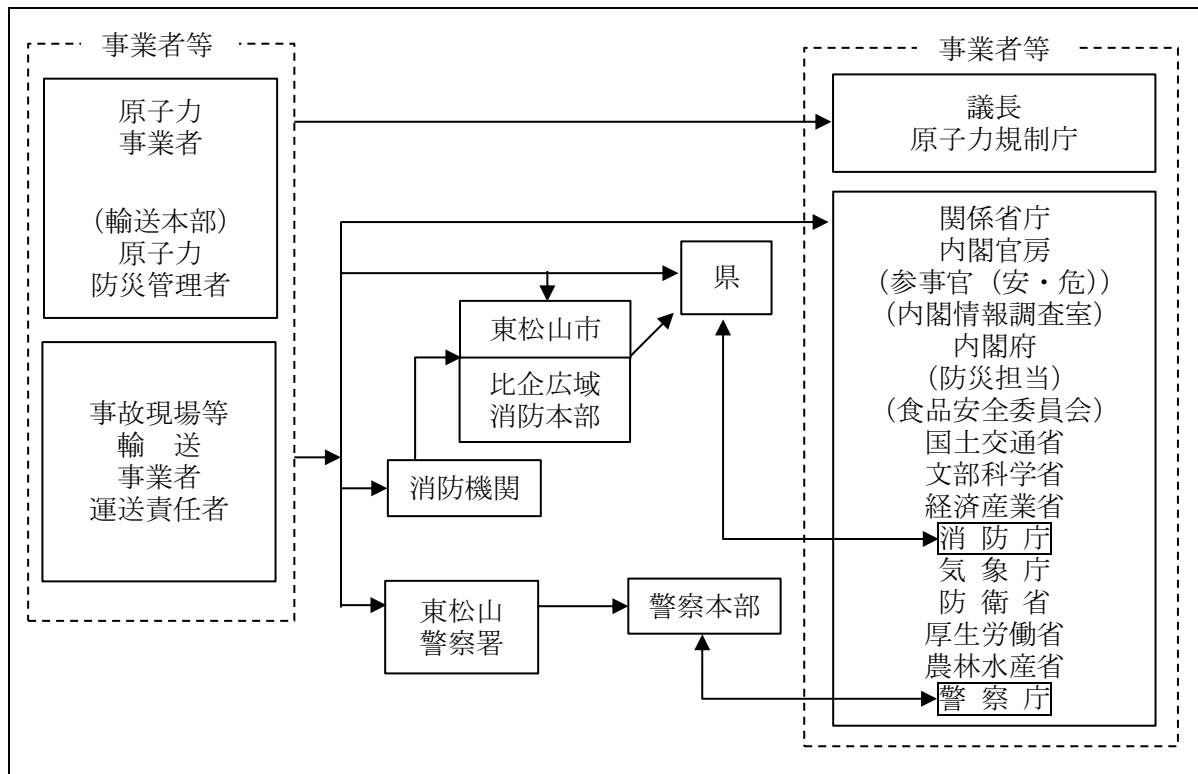 事業者等
原子力
事業者
（輸送本部）
原子力
防災管理者
事故現場等
輸　送
事業者
運送責任者
県
東松山市
比企広域
消防本部
消防機関
東松山
警察署
警察本部
事業者等
議長
原子力規制庁
関係省庁
内閣官房
（参事官（安・危））
（内閣情報調査室）
内閣府
（防災担当）
（食品安全委員会）
国土交通省
文部科学省
経済産業省
消 防 庁
気 象 庁
防 衛 省
厚生労働省
農林水産省
警 察 庁